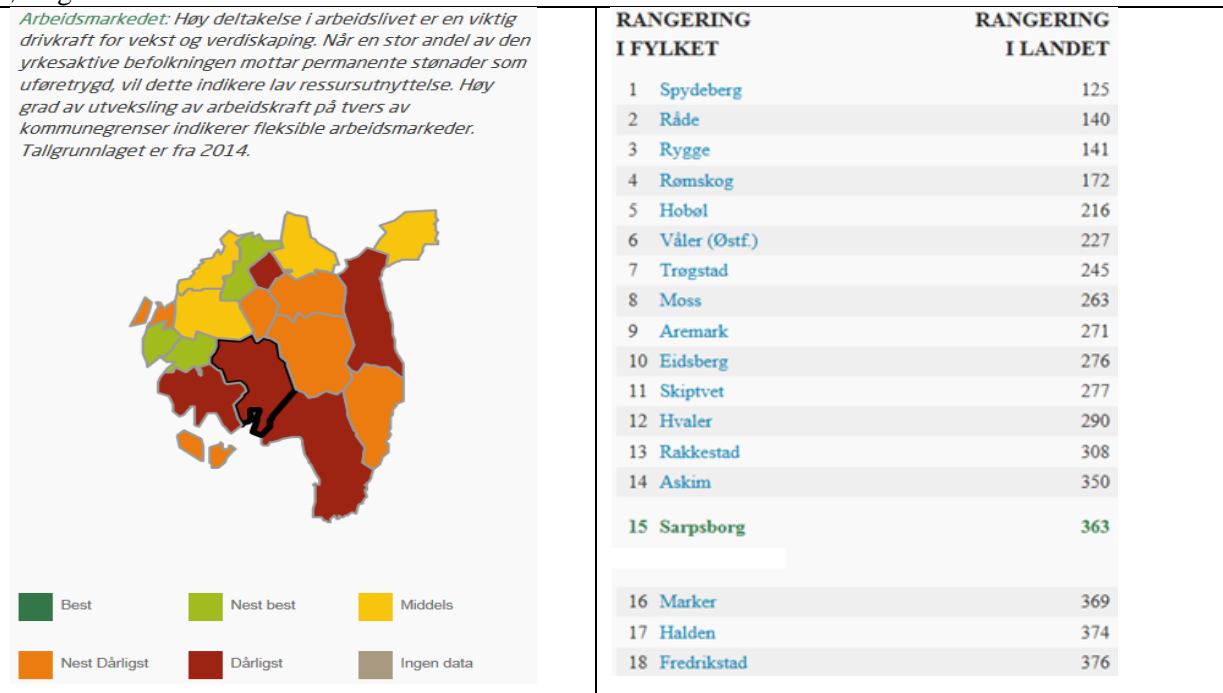 Arbeidsmarkedet: Høy deltakelse i arbeidslivet er en viktig
drivkraft for vekst og verdiskaping. Når en stor andel av den
yrkesaktive befolkningen mottar permanente stønader som
uføretrygd, vil dette indikere lav ressursutnyttelse. Høy
grad av utveksling av arbeidskraft på tvers av
kommunegrenser indikerer fleksible arbeidsmarkeder.
Tallgrunnlaget er fra 2014.
Best Nest best Middels
Nest Dårligst Dårligst Ingen data
RANGERING RANGERING
I FYLKET I LANDET
1 Spydeberg 125
2 Råde 140
3 Rygge 141
4 Rømskog 172
5 Hobøl 216
6 Våler (Østf.) 227
7 Trøgstad 245
8 Moss 263
9 Aremark 271
10 Eidsberg 276
11 Skiptvet 277
12 Hvaler 290
13 Rakkestad 308
14 Askim 350
15 Sarpsborg 363
16 Marker 369
17 Halden 374
18 Fredrikstad 376